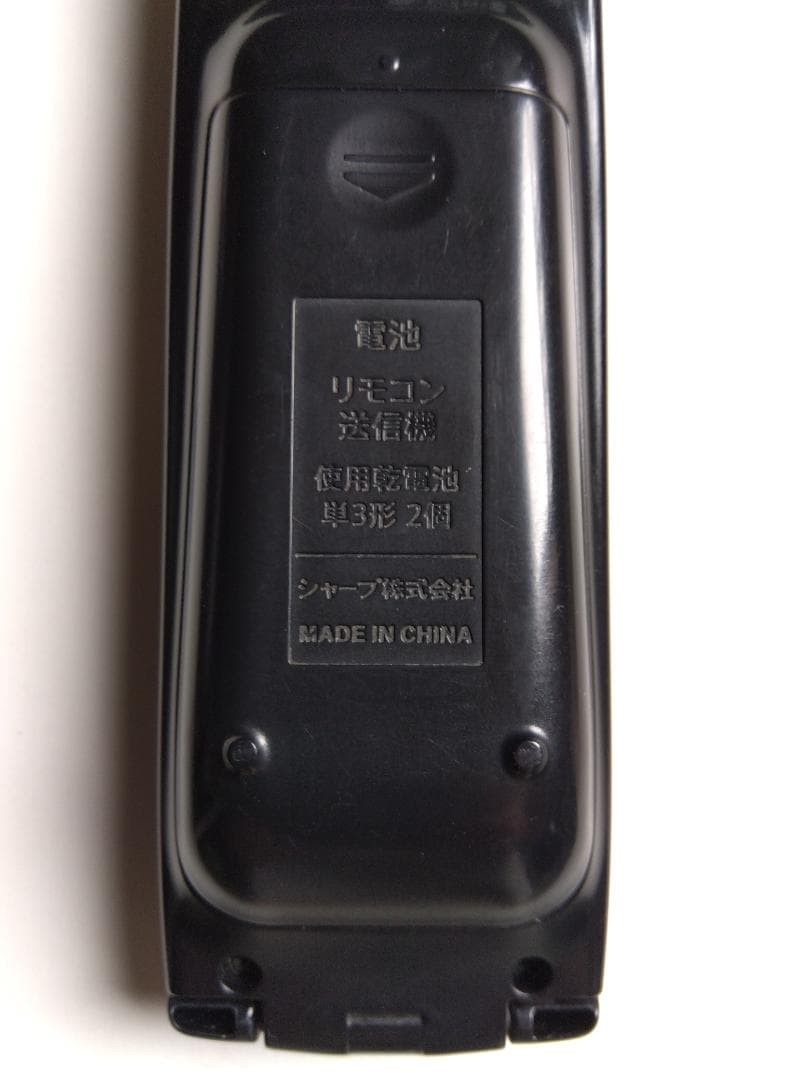 電池
リモコン
送信機
使用乾電池
単3形 2個
シャープ株式会社
MADE IN CHINA